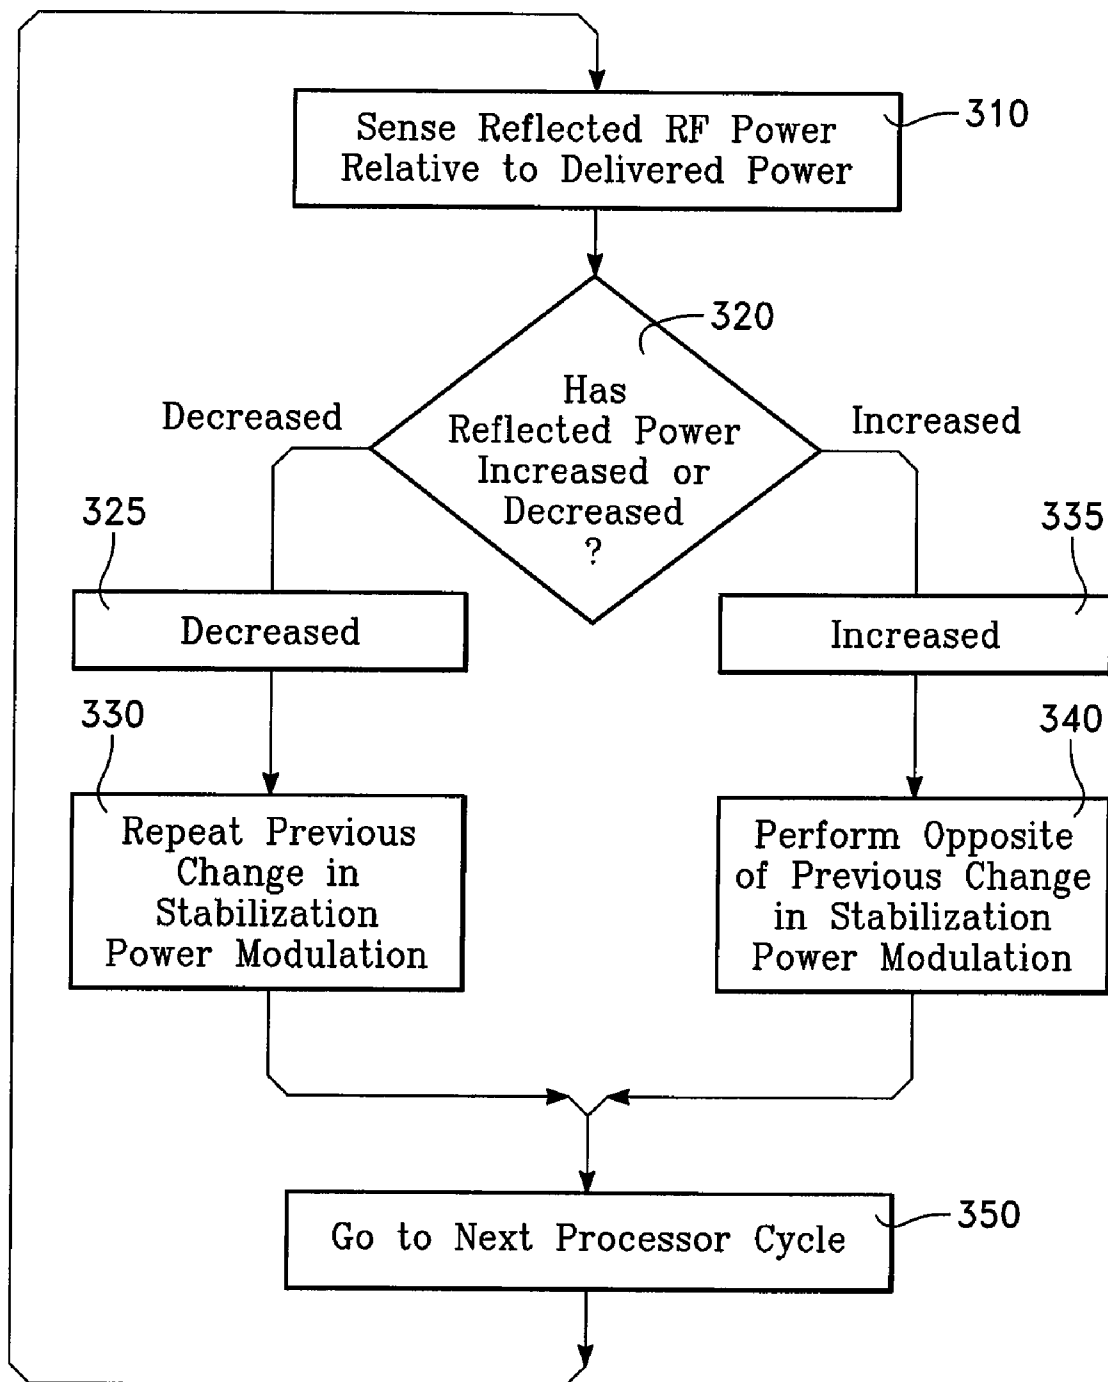 Sense Reflected RF Power
Relative to Delivered Power
310
320
Has
Reflected Power
Increased or
Decreased
?
Decreased
Increased
325
335
Decreased
Increased
330
340
Repeat Previous
Change in
Stabilization
Power Modulation
Perform Opposite
of Previous Change
in Stabilization
Power Modulation
350
Go to Next Processor Cycle